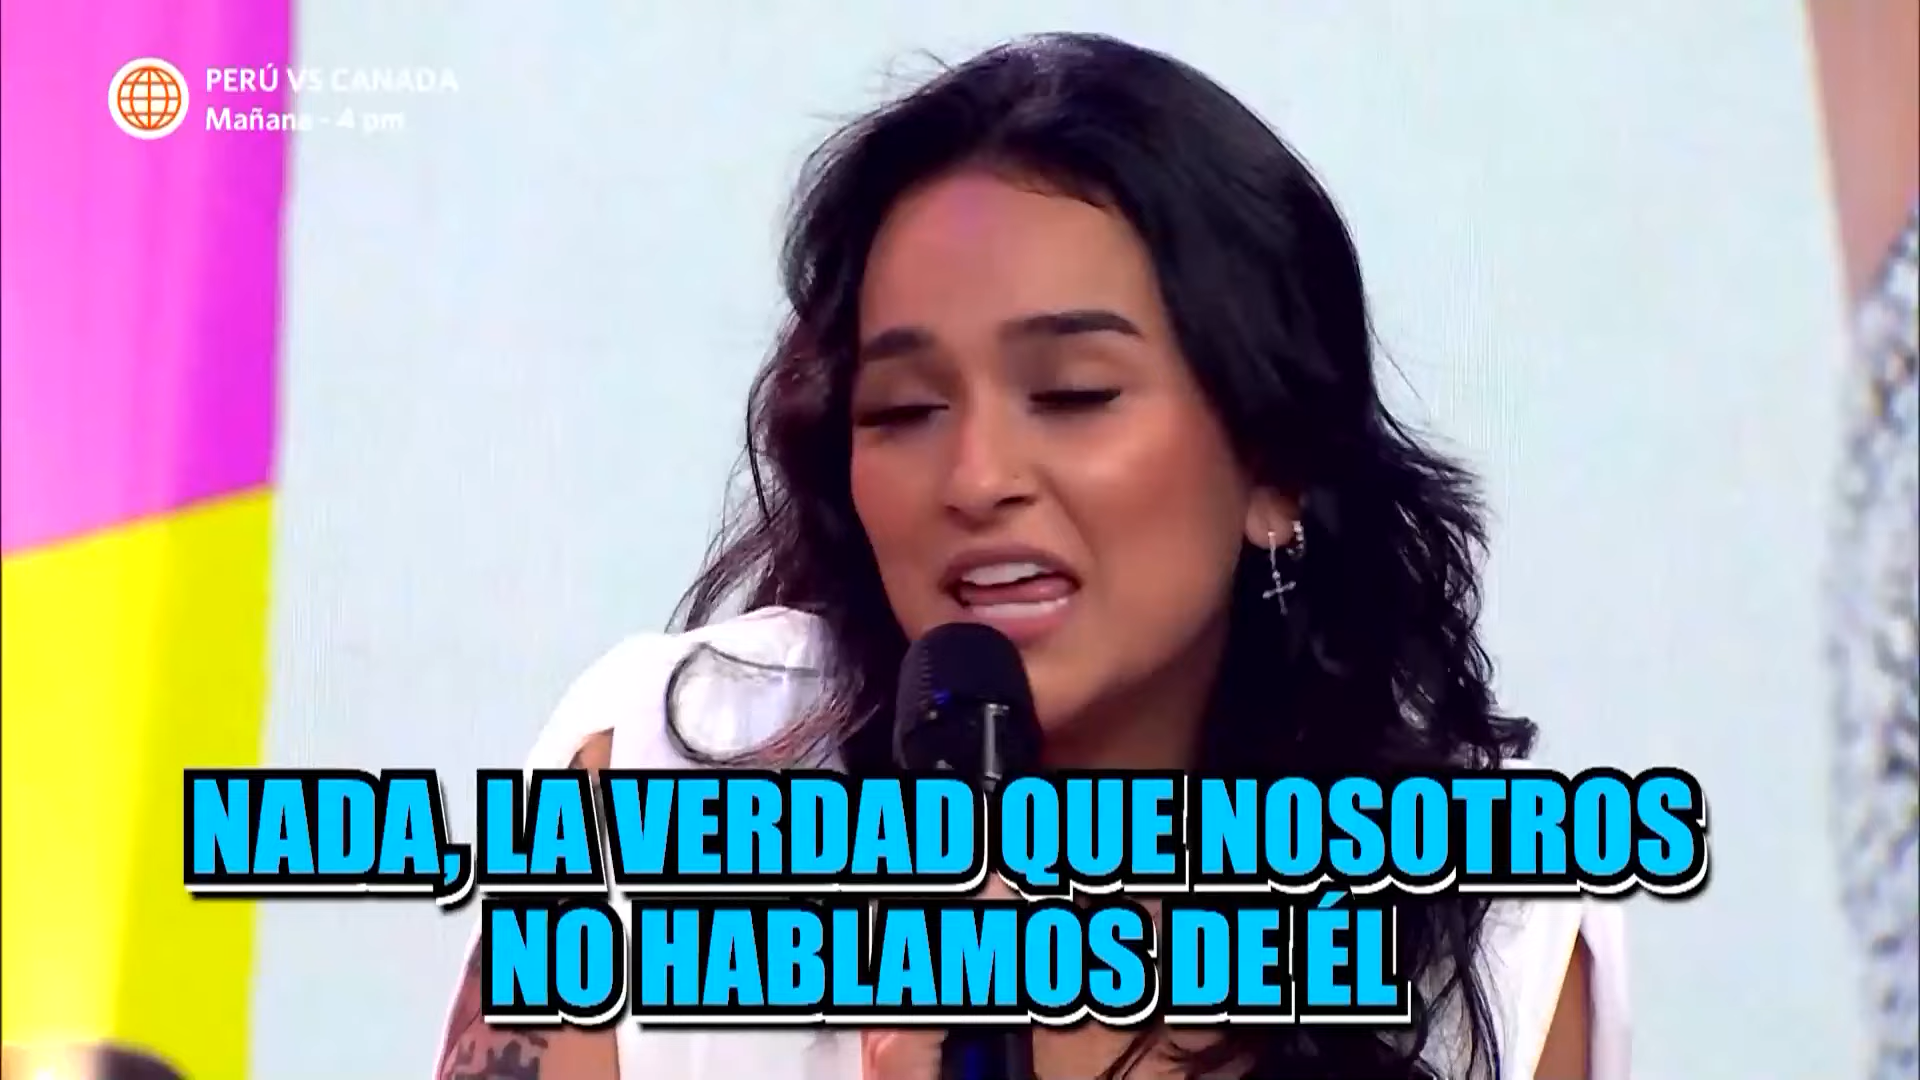 PERÚ VS CANADA
Mañana - 4 pm
NADA, LA VERDAD QUE NOSOTROS
NO HABLAMOS DE ÉL